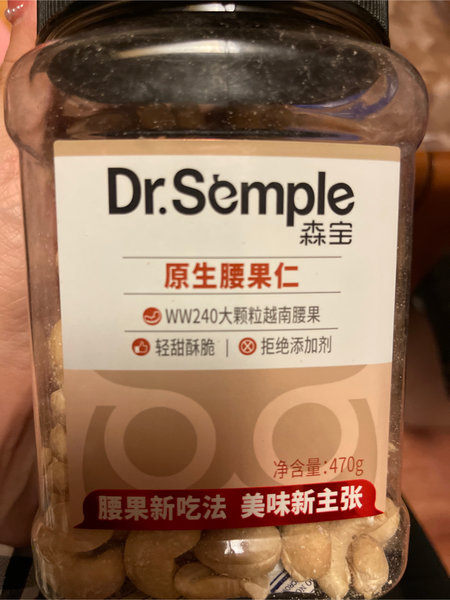 Dr.Semple
森宝
原生腰果仁
WW240大颗粒越南腰果
轻甜酥脆 | 拒绝添加剂
净含量:470g
腰果新吃法 美味新主张